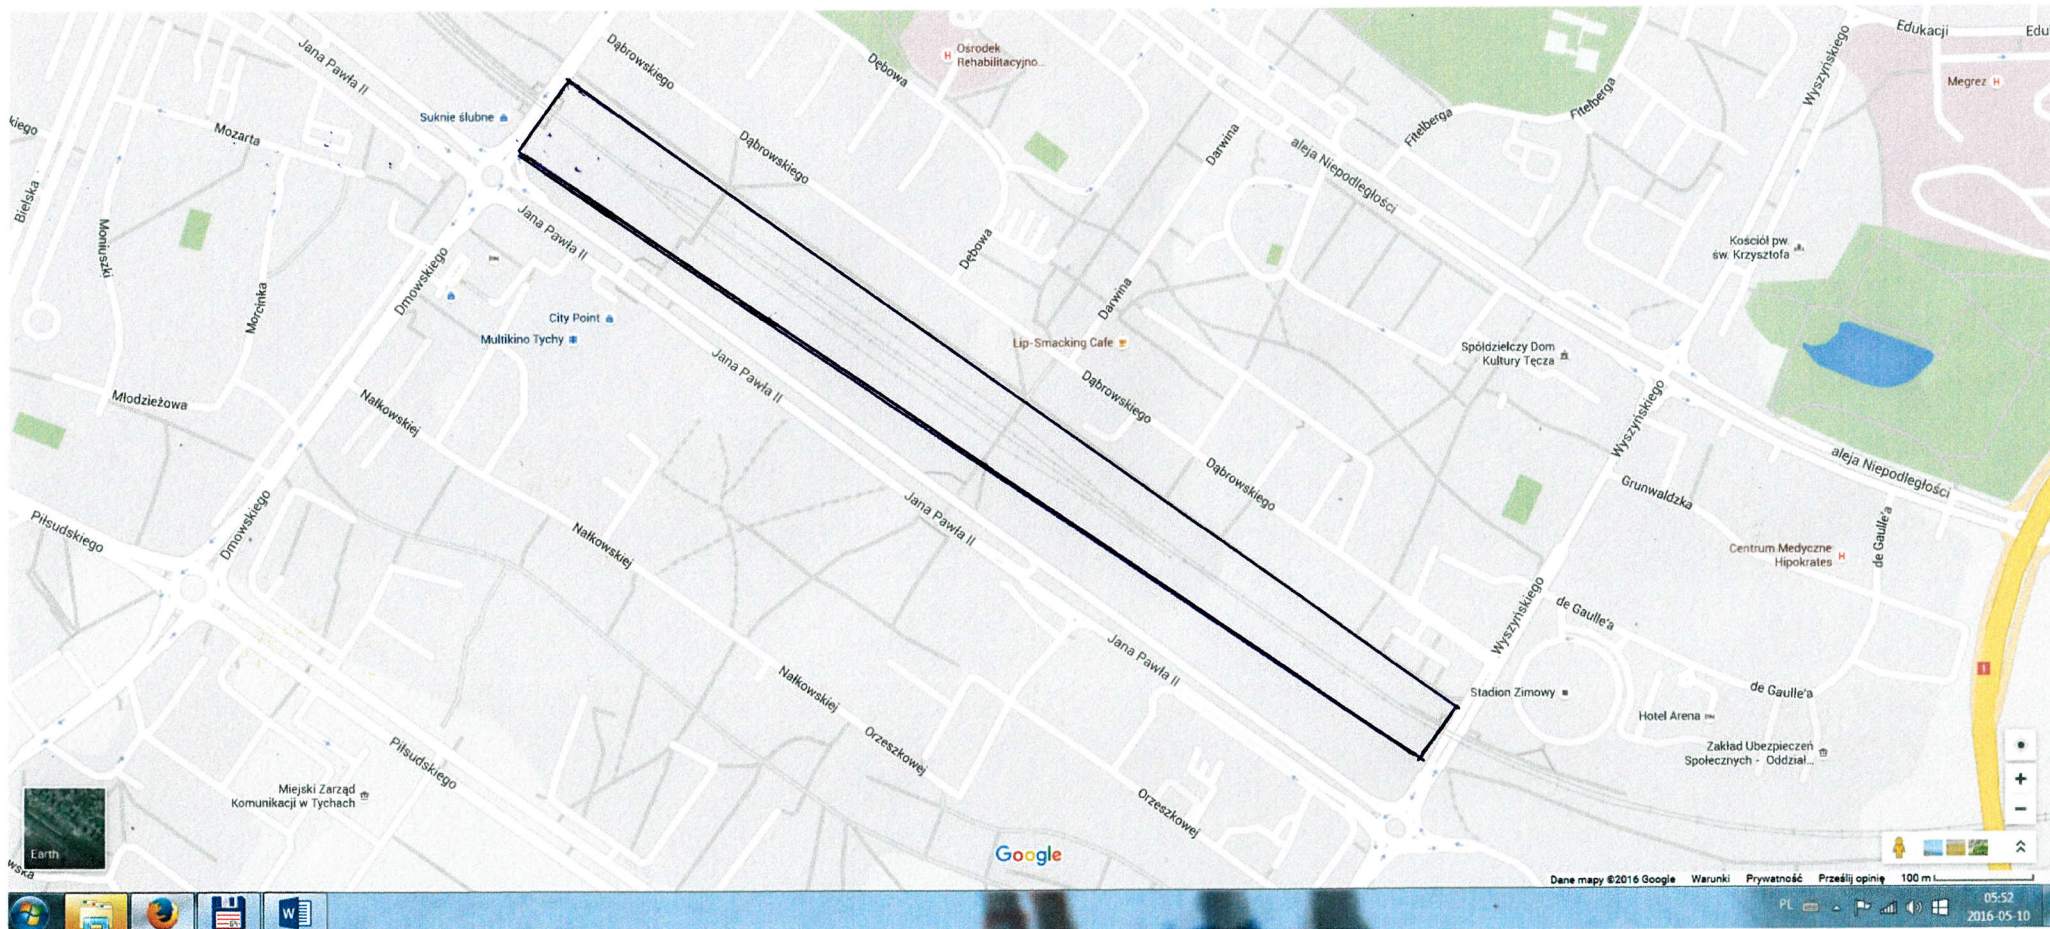 Edukacji
Edu
Jana Pawła II
Dąbrowskiego
Dębowa
Ośrodek
Rehabilitacyjno...
Wyszyńskiego
Megrez
Suknie ślubne
Mozarta
kiego
Dąbrowskiego
Darwina
aleja Niepodległości
Fitelberga
Fitelberga
Bielska
Moniuszki
Jana Pawła II
Dębowa
Kościół pw.
św. Krzysztofa
Dmowskiego
Morcinka
City Point
Multikino Tychy
Darwina
Lip-Smacking Cafe
Spółdzielczy Dom
Kultury Tęcza
Jana Pawła II
Dąbrowskiego
Młodzieżowa
Nałkowskiej
Wyszyńskiego
aleja Niepodległości
Grunwaldzka
Dąbrowskiego
Piłsudskiego
Dmowskiego
Nałkowskiej
Jana Pawła II
Centrum Medyczne
Hipokrates
de Gaulle'a
de Gaulle'a
Wyszyńskiego
Jana Pawła II
1
Nałkowskiej
Stadion Zimowy
de Gaulle'a
Hotel Arena
Orzeszkowej
Piłsudskiego
Zakład Ubezpieczeń
Społecznych - Oddział...
Miejski Zarząd
Komunikacji w Tychach
Orzeszkowej
Earth
wska
Google
Dane mapy ©2016 Google Warunki Prywatność Prześlij opinię 100 m
PL
05:52
2016-05-10